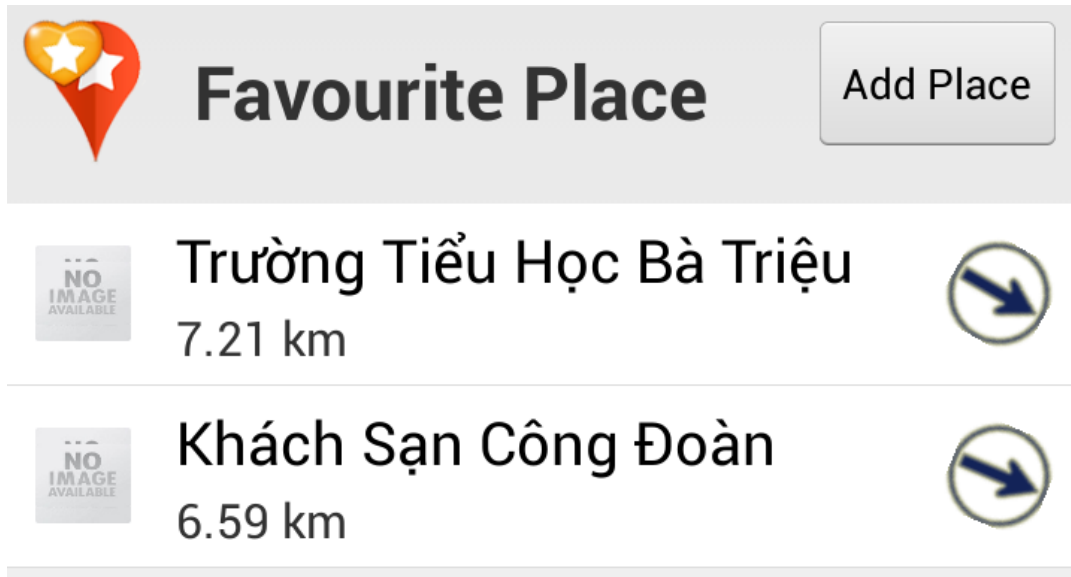 Favourite Place
Add Place
Trường Tiểu Học Bà Triệu
NO
IMAGE
AVAILABLE
7.21 km
Khách Sạn Công Đoàn
NO
IMAGE
AVAILABLE
6.59 km